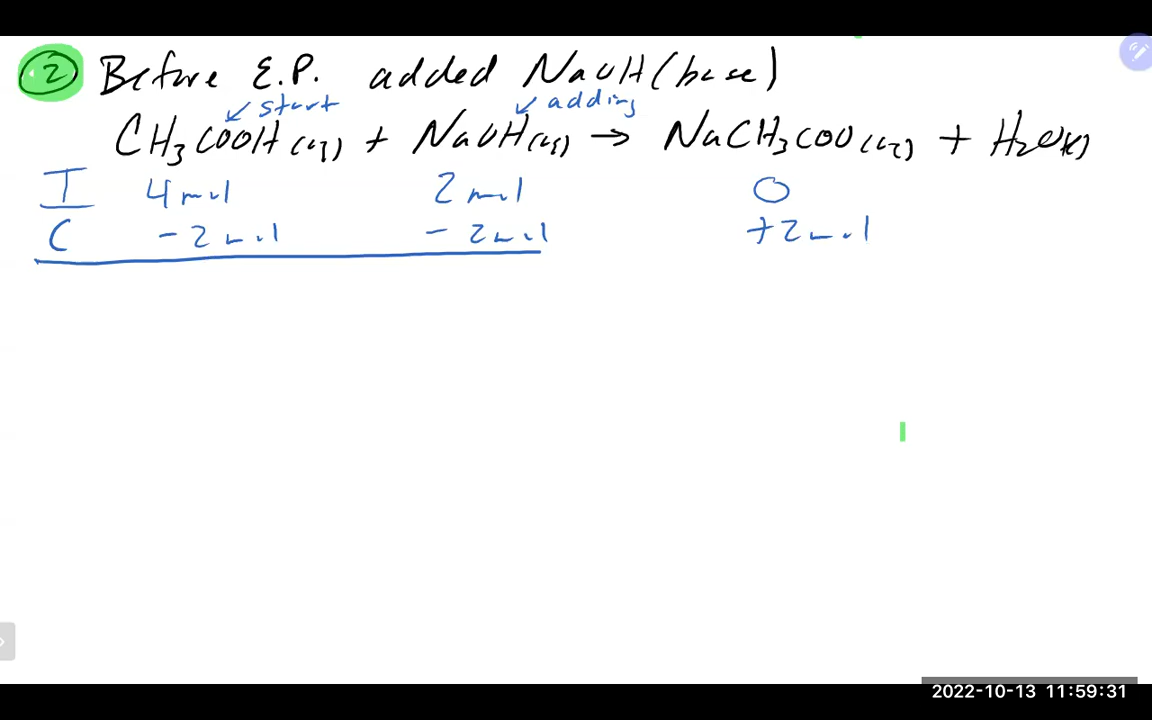 ② Before E.P. added NaOH (base)
↙ start ↙ adding
CH₃COOH (aq) + NaOH (aq) → NaCH₃COO (aq) + H₂O(l)
I 4 mol 2 mol 0
C - 2 mol - 2 mol + 2 mol
2022-10-13 11:59:31